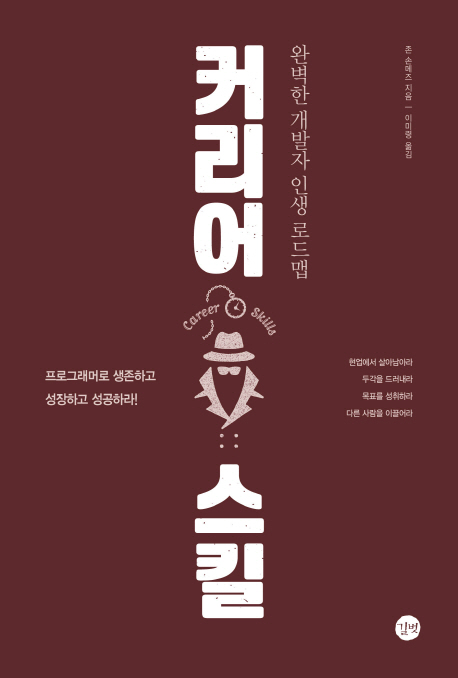 커리어
스킬
완벽한 개발자 인생 로드맵
존 손메즈 지음 | 이미령 옮김
Career Skills
프로그래머로 생존하고
성장하고 성공하라!
현업에서 살아남아라
두각을 드러내라
목표를 성취하라
다른 사람을 이끌어라
길벗